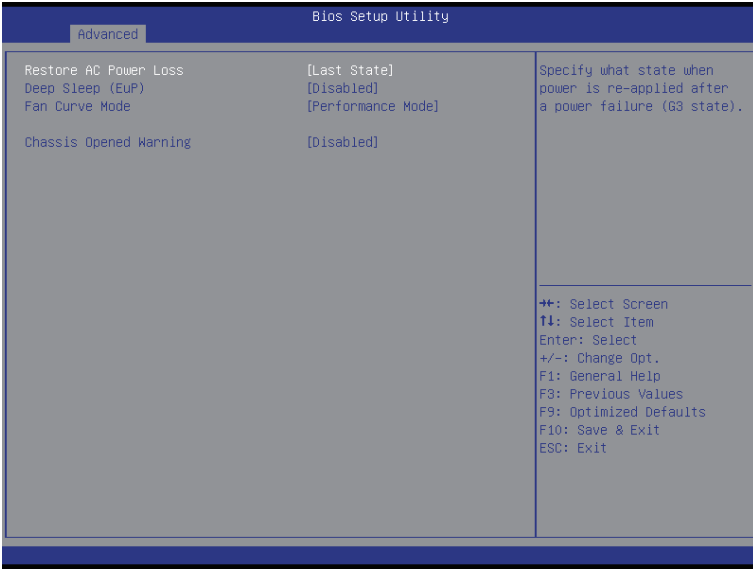 Bios Setup Utility
Advanced
Restore AC Power Loss [Last State]
Deep Sleep (EuP) [Disabled]
Fan Curve Mode [Performance Mode]
Chassis Opened Warning [Disabled]
Specify what state when
power is re-applied after
a power failure (G3 state).
→←: Select Screen
↑↓: Select Item
Enter: Select
+/-: Change Opt.
F1: General Help
F3: Previous Values
F9: Optimized Defaults
F10: Save & Exit
ESC: Exit